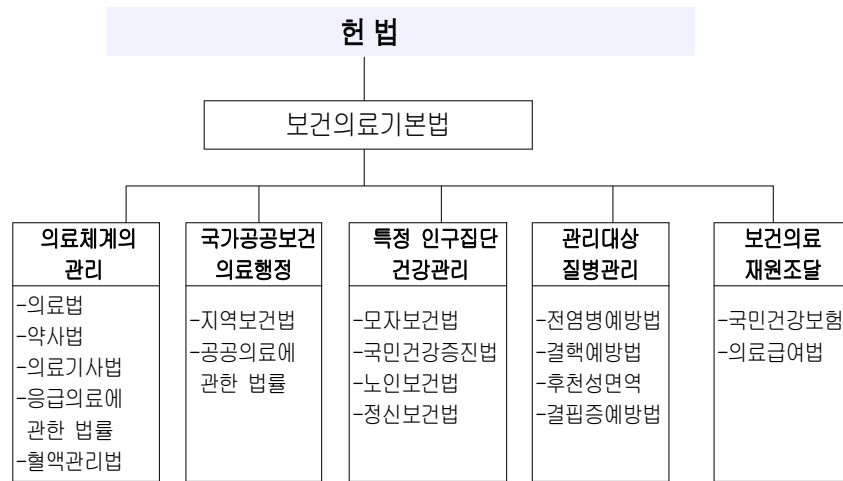 헌 법
보건의료기본법
의료체계의
관리
-의료법
-약사법
-의료기사법
-응급의료에
관한 법률
-혈액관리법
국가공공보건
의료행정
-지역보건법
-공공의료에
관한 법률
특정 인구집단
건강관리
-모자보건법
-국민건강증진법
-노인보건법
-정신보건법
관리대상
질병관리
-전염병예방법
-결핵예방법
-후천성면역
-결핍증예방법
보건의료
재원조달
-국민건강보험
-의료급여법